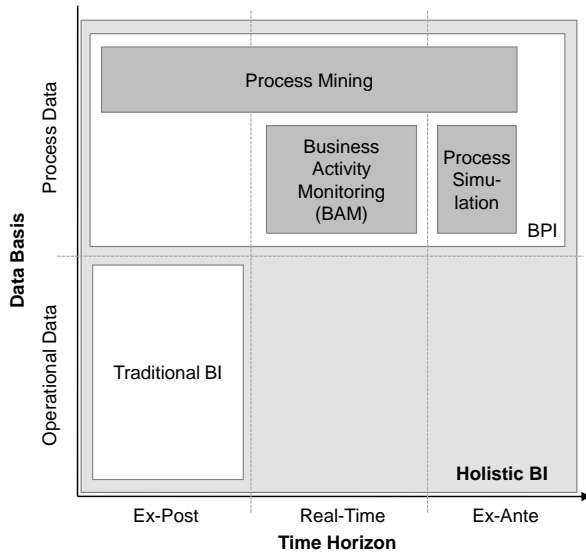 Process Mining
Business
Activity
Monitoring
(BAM)
Process
Simu-
lation
BPI
Traditional BI
Holistic BI
Process Data
Operational Data
Data Basis
Ex-Post
Real-Time
Ex-Ante
Time Horizon